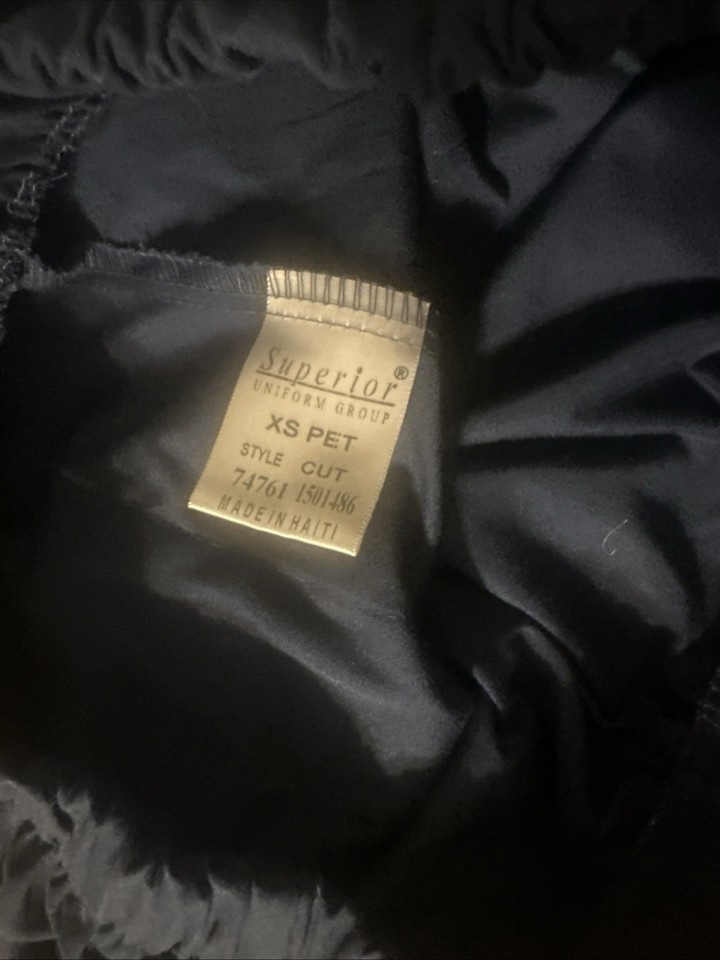 Superior®
UNIFORM GROUP
XS PET
STYLE CUT
74761 1501486
MADE IN HAITI